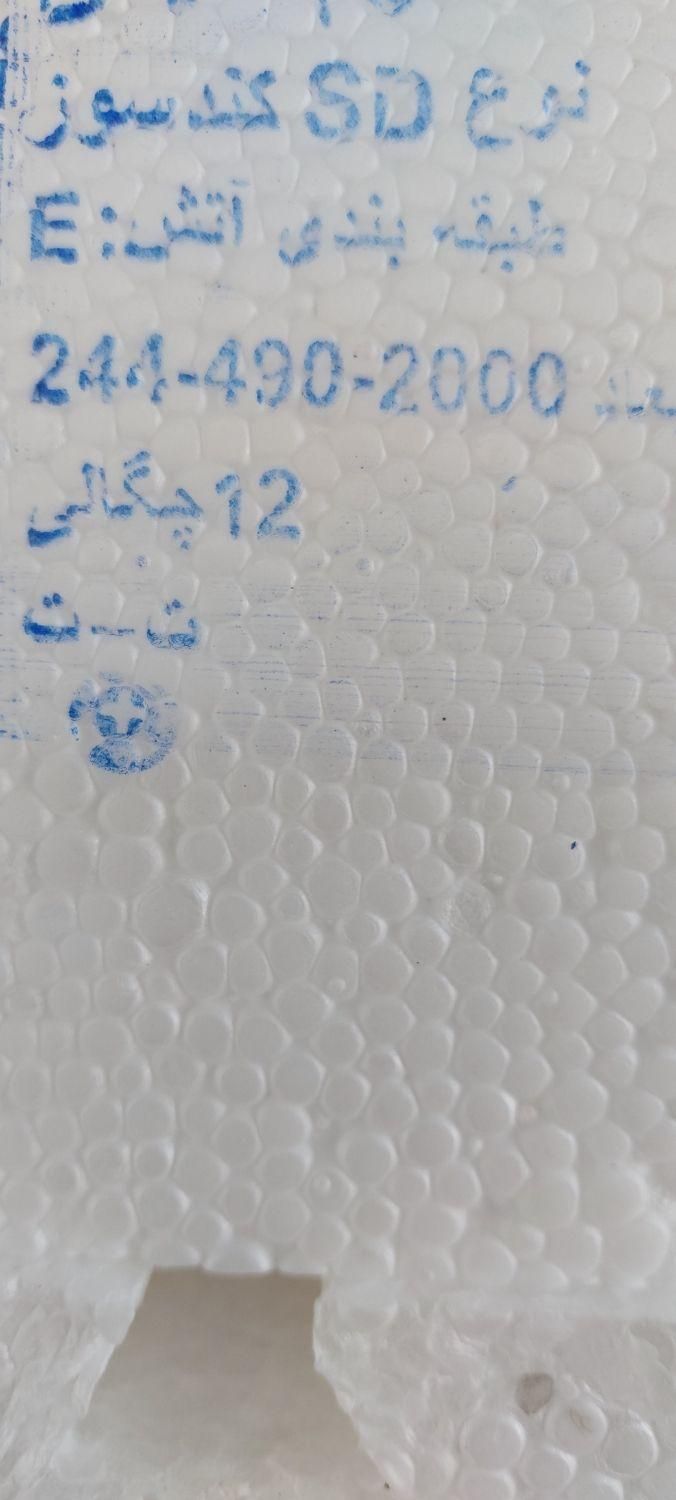 نوع SD کندسوز
طبقه بندی آتش: E
244-490-2000
12 چگالی
ت-ت